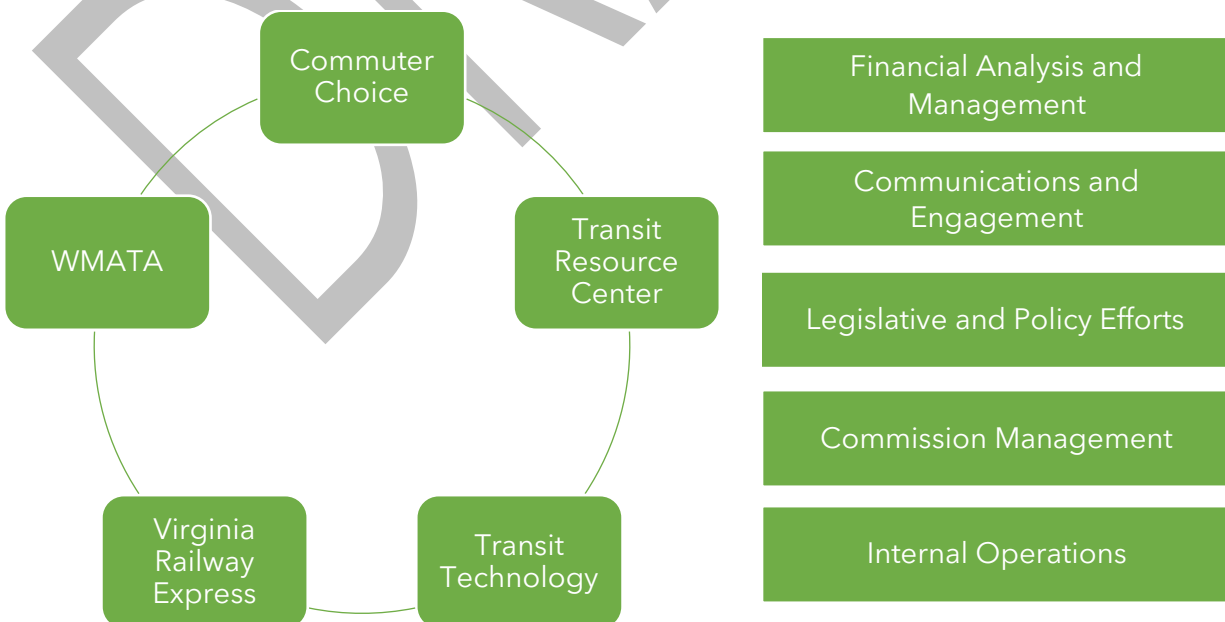 Commuter
Choice
Transit
Resource
Center
Transit
Technology
Virginia
Railway
Express
WMATA
Financial Analysis and
Management
Communications and
Engagement
Legislative and Policy Efforts
Commission Management
Internal Operations